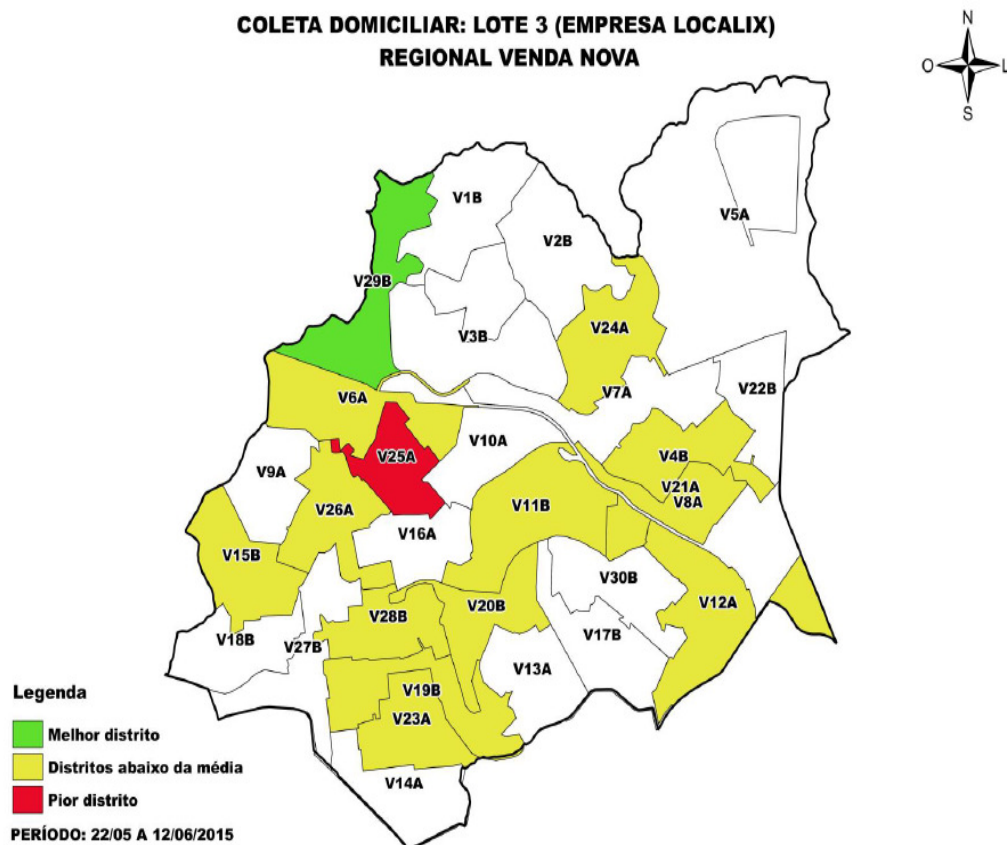 COLETA DOMICILIAR: LOTE 3 (EMPRESA LOCALIX)
REGIONAL VENDA NOVA
N
O
L
S
V1B
V5A
V2B
V29B
V3B
V24A
V7A
V22B
V6A
V10A
V25A
V9A
V4B
V21A
V8A
V26A
V11B
V16A
V15B
V30B
V12A
V20B
V28B
V17B
V18B
V27B
V13A
V19B
V23A
V14A
Legenda
Melhor distrito
Distritos abaixo da média
Pior distrito
PERÍODO: 22/05 A 12/06/2015